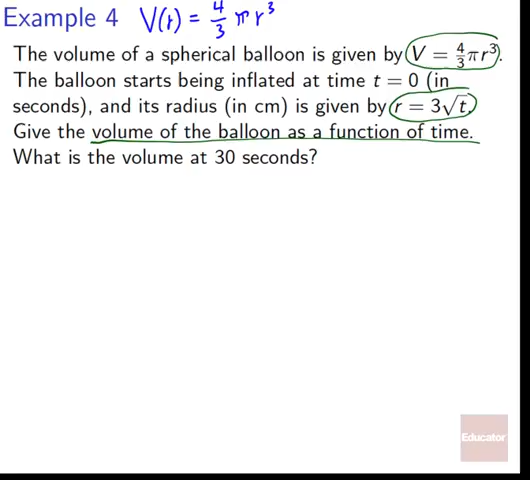 Example 4 V(r) = 4/3 π r³
The volume of a spherical balloon is given by V = 4/3 πr³.
The balloon starts being inflated at time t = 0 (in
seconds), and its radius (in cm) is given by r = 3√t.
Give the volume of the balloon as a function of time.
What is the volume at 30 seconds?
Educator